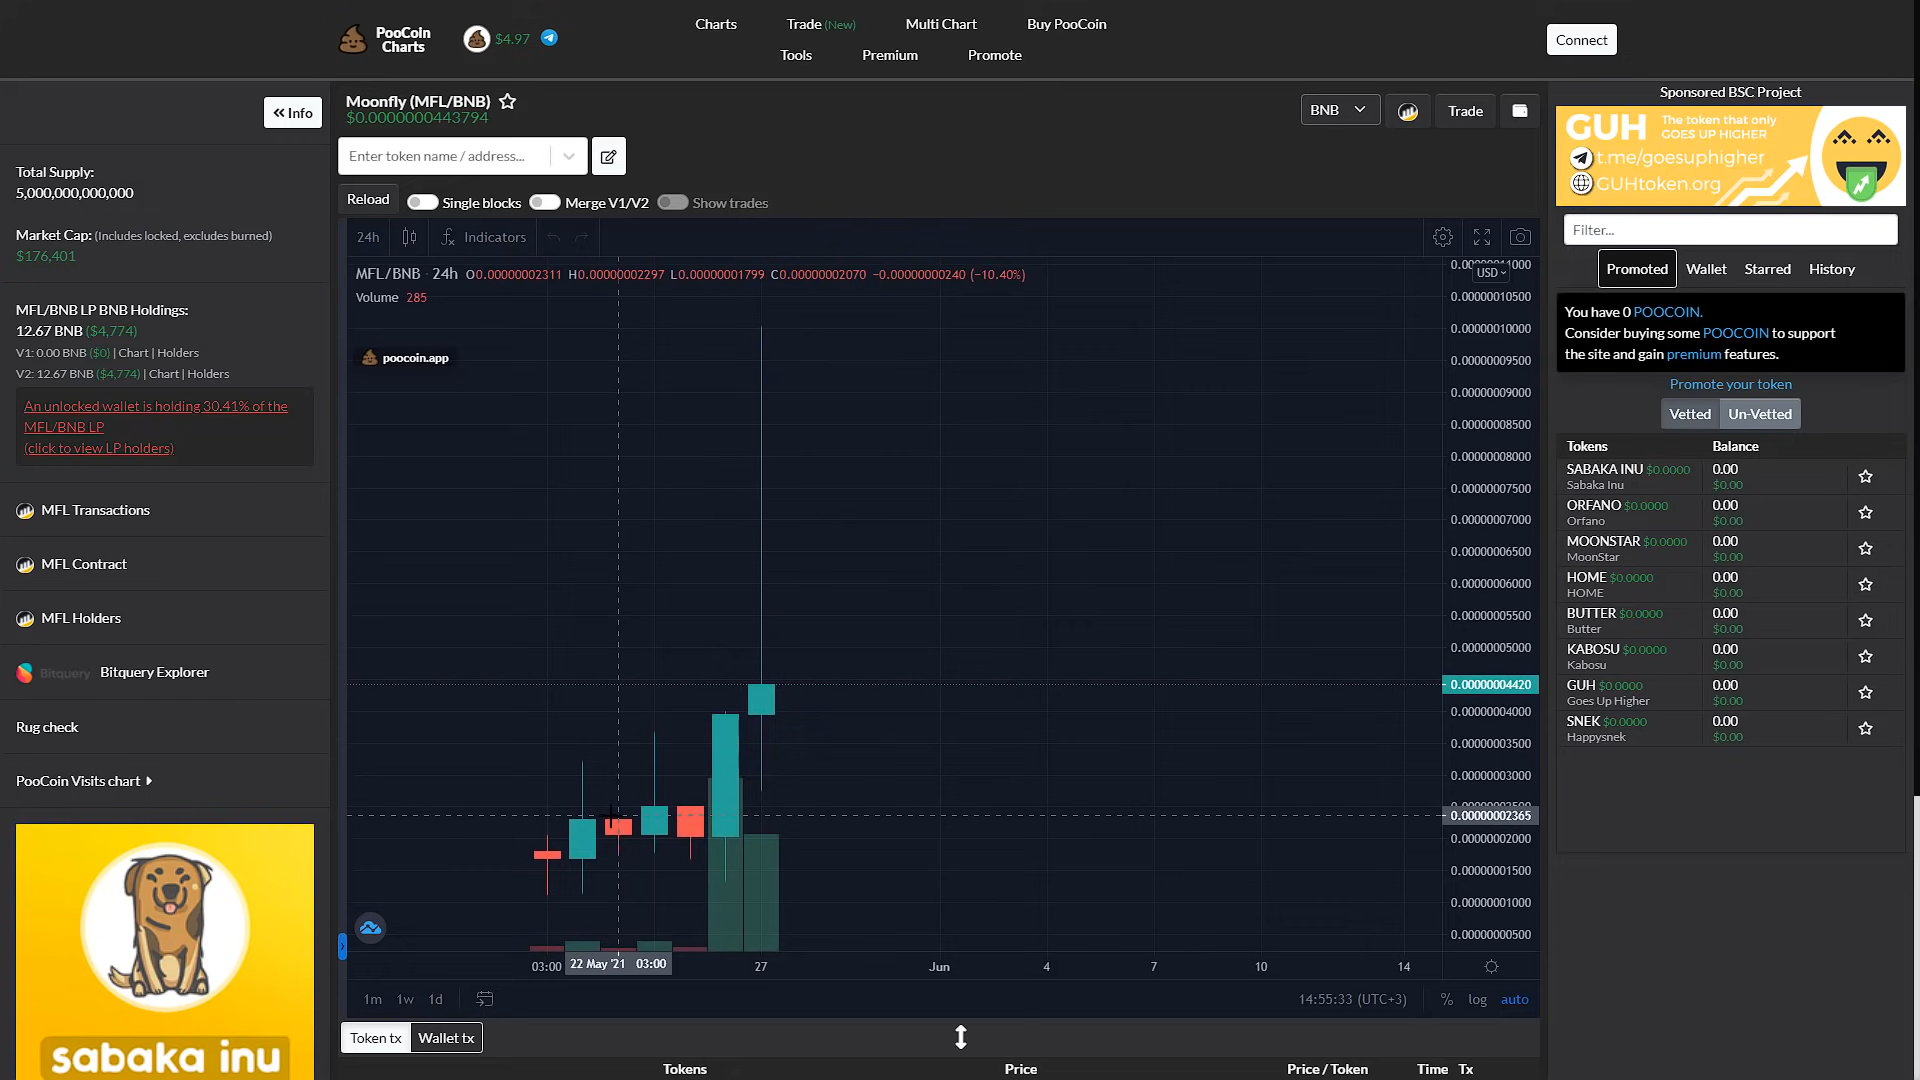 PooCoin
Charts
$4.97
Charts
Trade (New)
Multi Chart
Buy PooCoin
Tools
Premium
Promote
Connect
Info
Total Supply:
5,000,000,000,000
Market Cap: (Includes locked, excludes burned)
$176,401
MFL/BNB LP BNB Holdings:
12.67 BNB ($4,774)
V1: 0.00 BNB ($0) | Chart | Holders
V2: 12.67 BNB ($4,774) | Chart | Holders
An unlocked wallet is holding 30.41% of the
MFL/BNB LP
(click to view LP holders)
MFL Transactions
MFL Contract
MFL Holders
Bitquery Bitquery Explorer
Rug check
PooCoin Visits chart
sabaka inu
Moonfly (MFL/BNB)
$0.0000000443794
BNB
Trade
Enter token name / address...
Reload
Single blocks
Merge V1/V2
Show trades
24h
Indicators
MFL/BNB · 24h O0.00000002311 H0.00000002297 L0.00000001799 C0.00000002070 −0.00000000240 (−10.40%)
Volume 285
poocoin.app
0.00000011000
USD
0.00000010500
0.00000010000
0.00000009500
0.00000009000
0.00000008500
0.00000008000
0.00000007500
0.00000007000
0.00000006500
0.00000006000
0.00000005500
0.00000005000
0.00000004420
0.00000004000
0.00000003500
0.00000003000
0.00000002500
0.00000002365
0.00000002000
0.00000001500
0.00000001000
0.00000000500
03:00
22 May '21 03:00
27
Jun
4
7
10
14
1m 1w 1d
14:55:33 (UTC+3)
% log auto
Token tx
Wallet tx
Tokens
Price
Price / Token
Time
Tx
Sponsored BSC Project
GUH The token that only
GOES UP HIGHER
t.me/goesuphigher
GUHtoken.org
Filter...
Promoted
Wallet
Starred
History
You have 0 POOCOIN.
Consider buying some POOCOIN to support
the site and gain premium features.
Promote your token
Vetted
Un-Vetted
Tokens
Balance
SABAKA INU $0.0000 0.00
Sabaka Inu $0.00
ORFANO $0.0000 0.00
Orfano $0.00
MOONSTAR $0.0000 0.00
MoonStar $0.00
HOME $0.0000 0.00
HOME $0.00
BUTTER $0.0000 0.00
Butter $0.00
KABOSU $0.0000 0.00
Kabosu $0.00
GUH $0.0000 0.00
Goes Up Higher $0.00
SNEK $0.0000 0.00
Happysnek $0.00